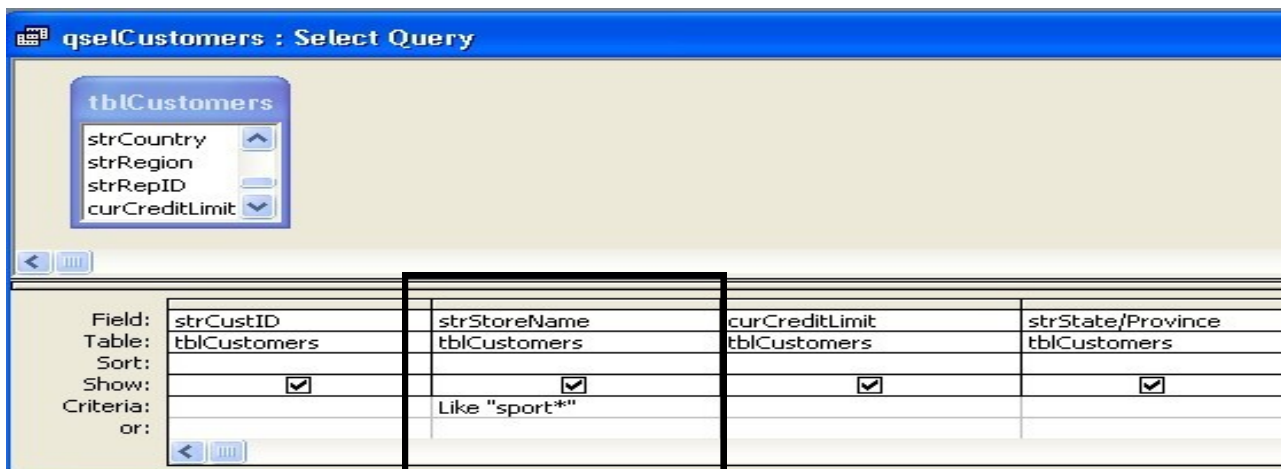 qselCustomers : Select Query
tblCustomers
strCountry
strRegion
strRepID
curCreditLimit
Field: strCustID strStoreName curCreditLimit strState/Province
Table: tblCustomers tblCustomers tblCustomers tblCustomers
Sort:
Show:
Criteria: Like "sport*"
or: